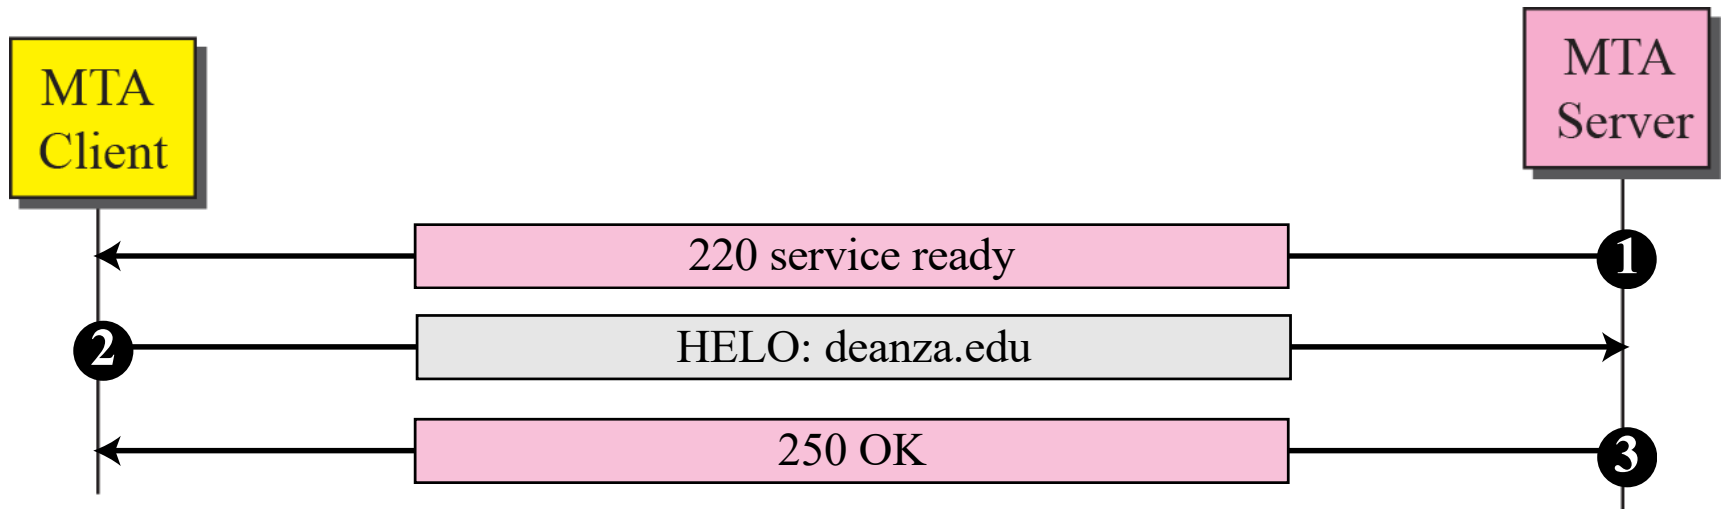 MTA
Client
MTA
Server
220 service ready
1
2
HELO: deanza.edu
250 OK
3